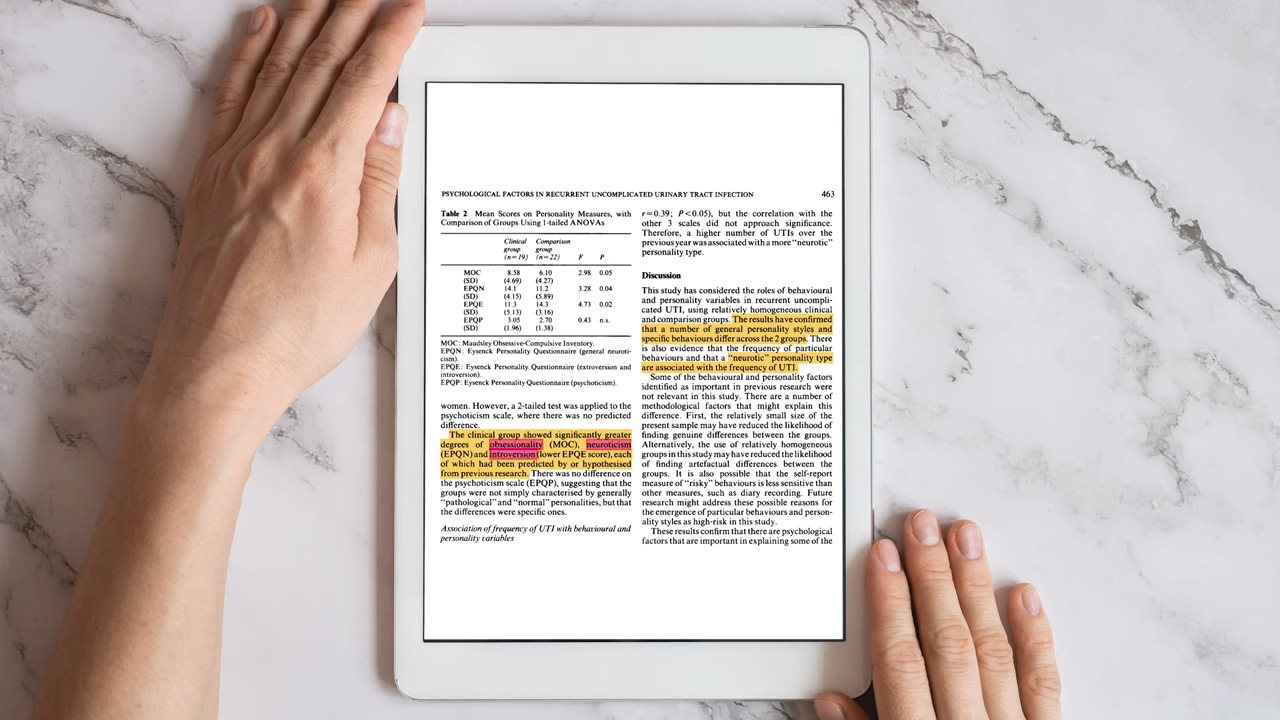 PSYCHOLOGICAL FACTORS IN RECURRENT UNCOMPLICATED URINARY TRACT INFECTION 463
Table 2 Mean Scores on Personality Measures, with
Comparison of Groups Using 1-tailed ANOVAs
Clinical Comparison
group group
(n=19) (n=22) F P
MOC 8.58 6.10 2.98 0.05
(SD) (4.69) (4.27)
EPQN 14.1 11.2 3.28 0.04
(SD) (4.15) (5.89)
EPQE 11.3 14.3 4.73 0.02
(SD) (5.13) (3.16)
EPQP 3.05 2.70 0.43 n.s.
(SD) (1.96) (1.38)
MOC: Maudsley Obsessive-Compulsive Inventory.
EPQN: Eysenck Personality Questionnaire (general neuroti-
cism).
EPQE: Eysenck Personality Questionnaire (extroversion and
introversion).
EPQP: Eysenck Personality Questionnaire (psychoticism).
women. However, a 2-tailed test was applied to the
psychoticism scale, where there was no predicted
difference.
The clinical group showed significantly greater
degrees of obsessionality (MOC), neuroticism
(EPQN) and introversion (lower EPQE score), each
of which had been predicted by or hypothesised
from previous research. There was no difference on
the psychoticism scale (EPQP), suggesting that the
groups were not simply characterised by generally
"pathological" and "normal" personalities, but that
the differences were specific ones.
Association of frequency of UTI with behavioural and
personality variables
r=0.39; P<0.05), but the correlation with the
other 3 scales did not approach significance.
Therefore, a higher number of UTIs over the
previous year was associated with a more "neurotic"
personality type.
Discussion
This study has considered the roles of behavioural
and personality variables in recurrent uncompli-
cated UTI, using relatively homogeneous clinical
and comparison groups. The results have confirmed
that a number of general personality styles and
specific behaviours differ across the 2 groups. There
is also evidence that the frequency of particular
behaviours and that a "neurotic" personality type
are associated with the frequency of UTI.
Some of the behavioural and personality factors
identified as important in previous research were
not relevant in this study. There are a number of
methodological factors that might explain this
difference. First, the relatively small size of the
present sample may have reduced the likelihood of
finding genuine differences between the groups.
Alternatively, the use of relatively homogeneous
groups in this study may have reduced the likelihood
of finding artefactual differences between the
groups. It is also possible that the self-report
measure of "risky" behaviours is less sensitive than
other measures, such as diary recording. Future
research might address these possible reasons for
the emergence of particular behaviours and person-
ality styles as high-risk in this study.
These results confirm that there are psychological
factors that are important in explaining some of the